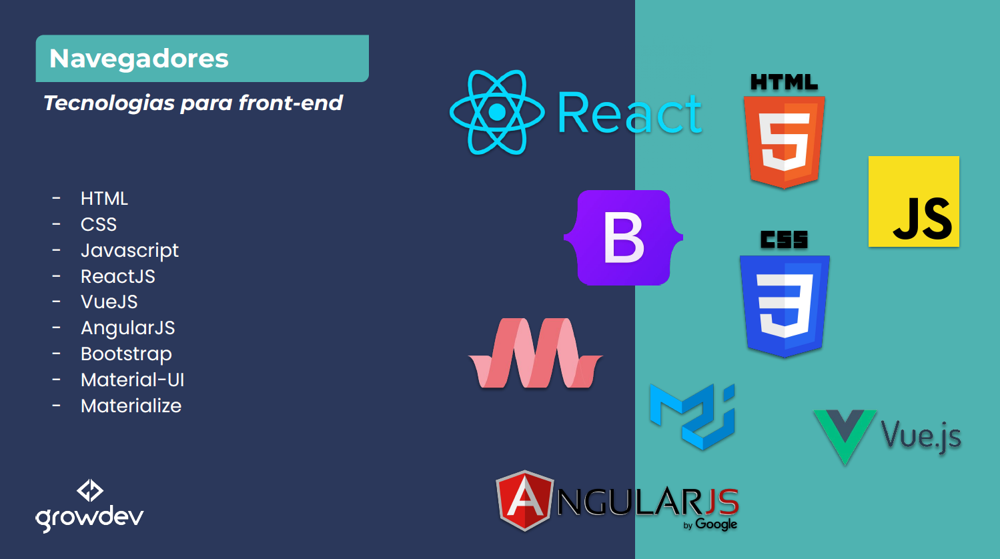 Navegadores
Tecnologias para front-end
- HTML
- CSS
- Javascript
- ReactJS
- VueJS
- AngularJS
- Bootstrap
- Material-UI
- Materialize
growdev
React
HTML
5
JS
B
CSS
3
Vue.js
ANGULARJS
by Google